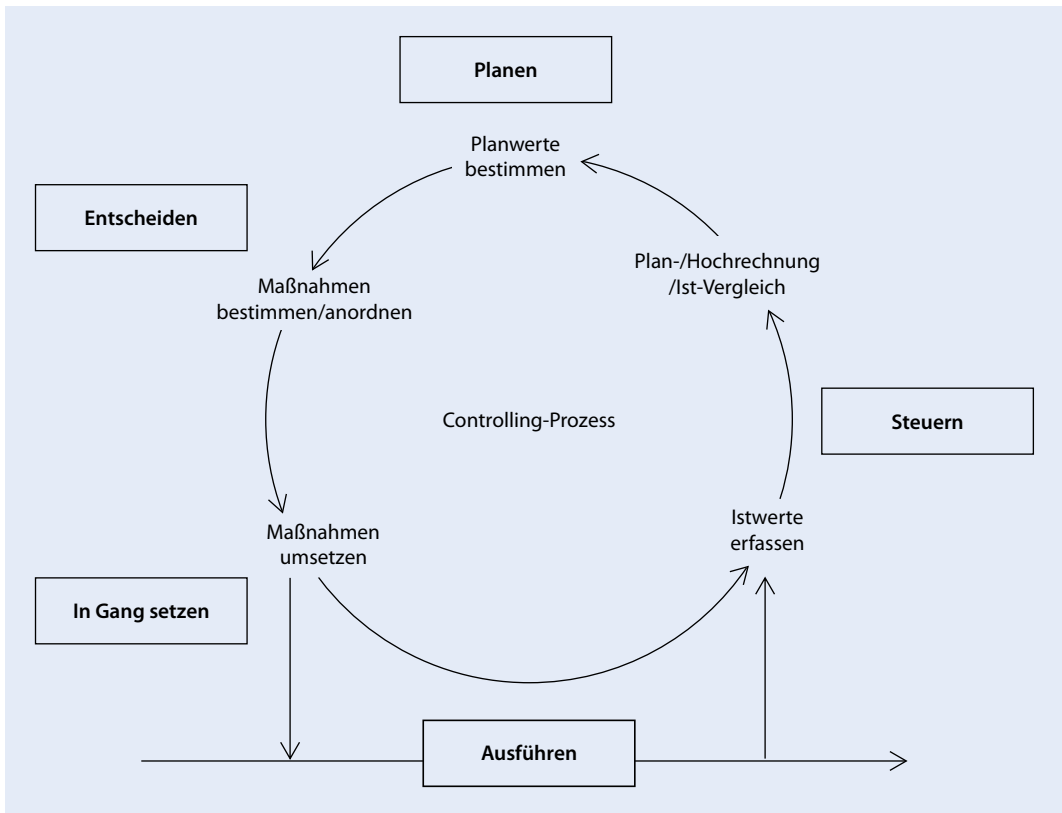 Planen
Planwerte
bestimmen
Entscheiden
Plan-/Hochrechnung
/Ist-Vergleich
Maßnahmen
bestimmen/anordnen
Controlling-Prozess
Steuern
Istwerte
erfassen
Maßnahmen
umsetzen
In Gang setzen
Ausführen